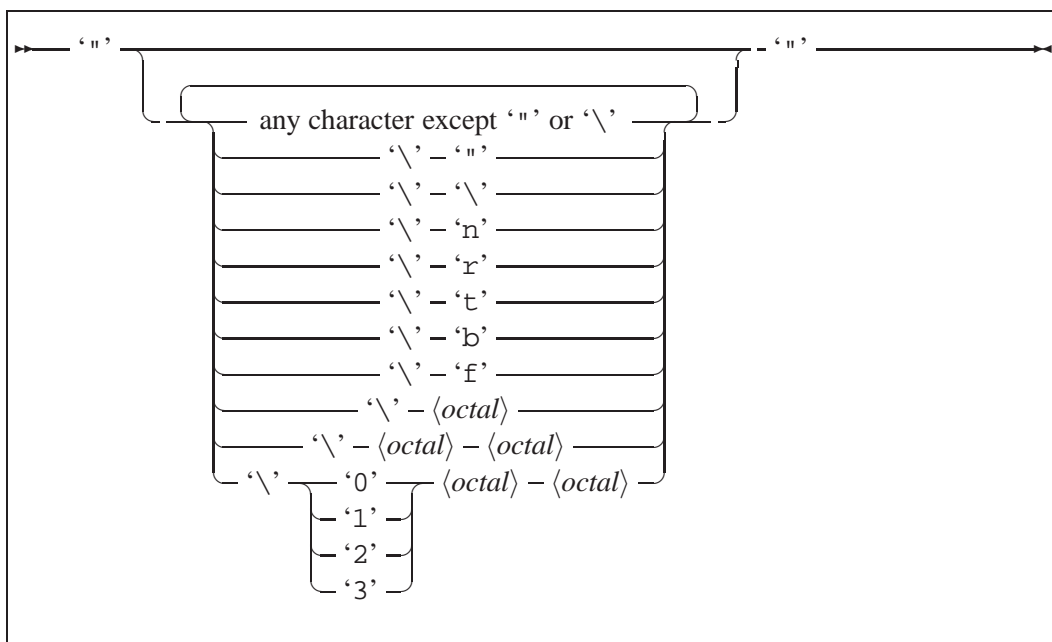 ‘"’ ‘"’
any character except ‘"’ or ‘\’
‘\’ ‘"’
‘\’ ‘\’
‘\’ ‘n’
‘\’ ‘r’
‘\’ ‘t’
‘\’ ‘b’
‘\’ ‘f’
‘\’ ⟨octal⟩
‘\’ ⟨octal⟩ ⟨octal⟩
‘\’ ‘0’ ⟨octal⟩ ⟨octal⟩
‘1’
‘2’
‘3’